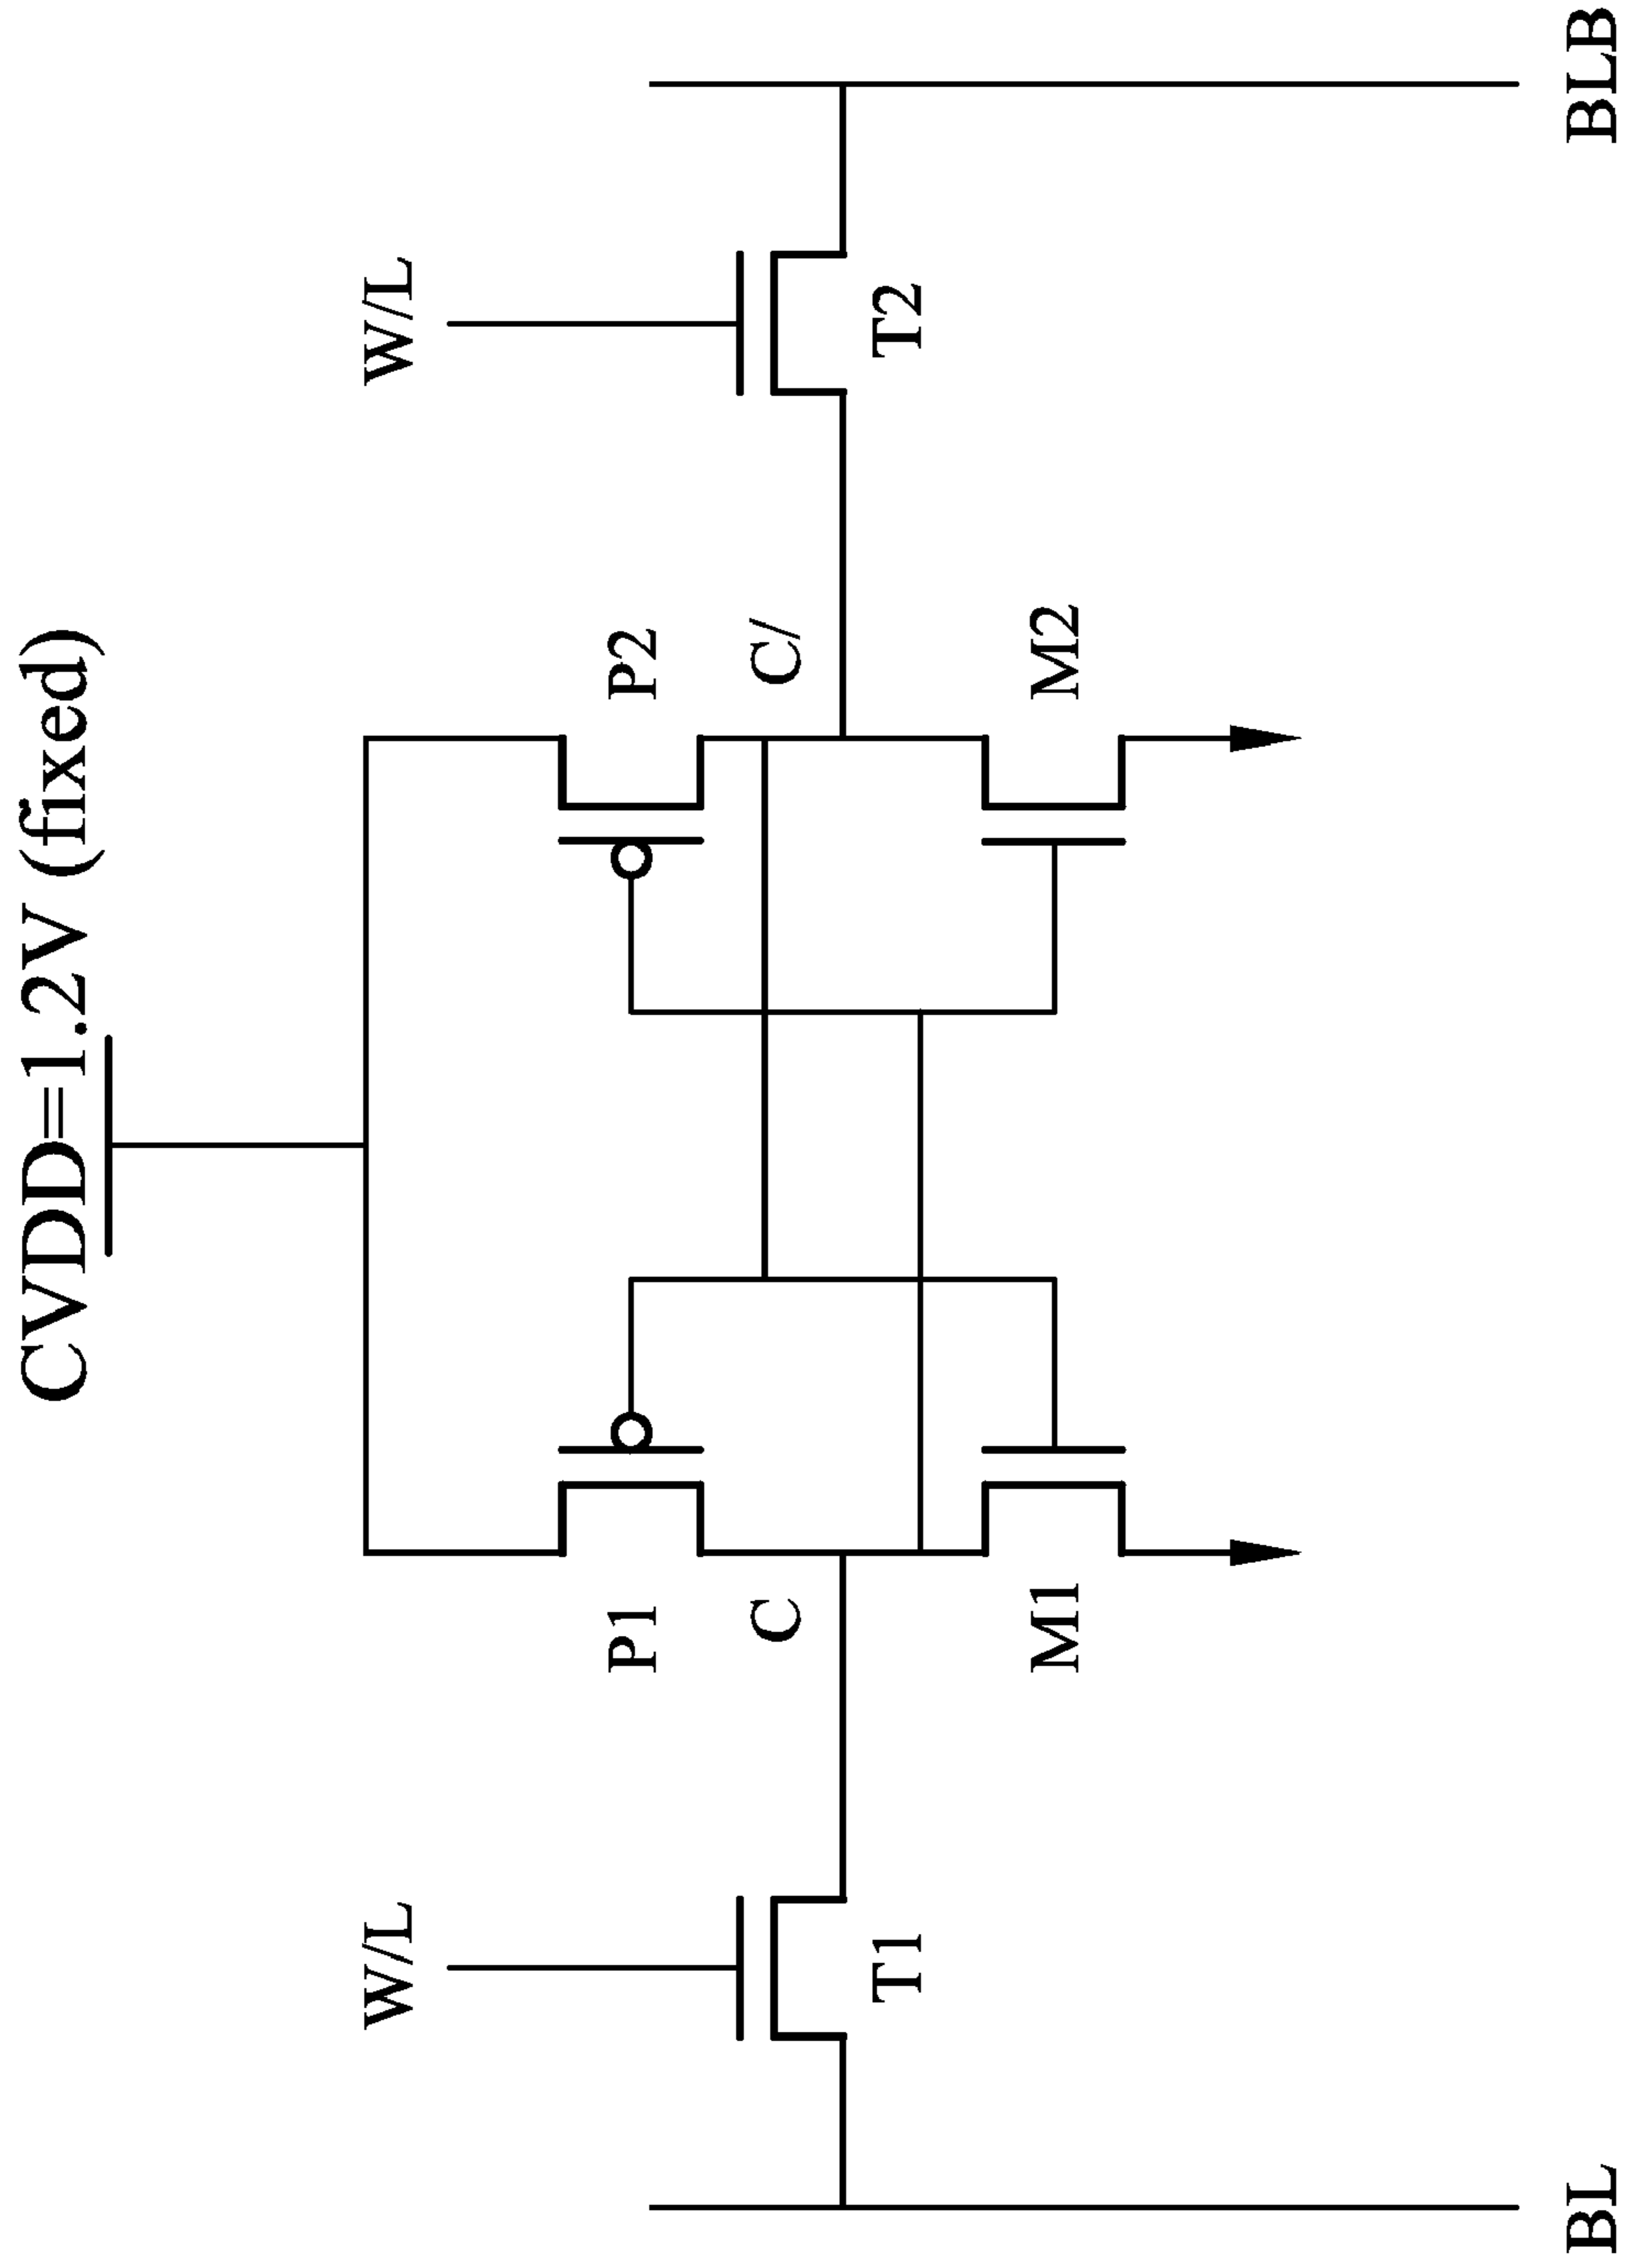 CVDD=1.2V (fixed)
W/L
W/L
P1
P2
C
C/
T1
T2
M1
M2
BL
BLB